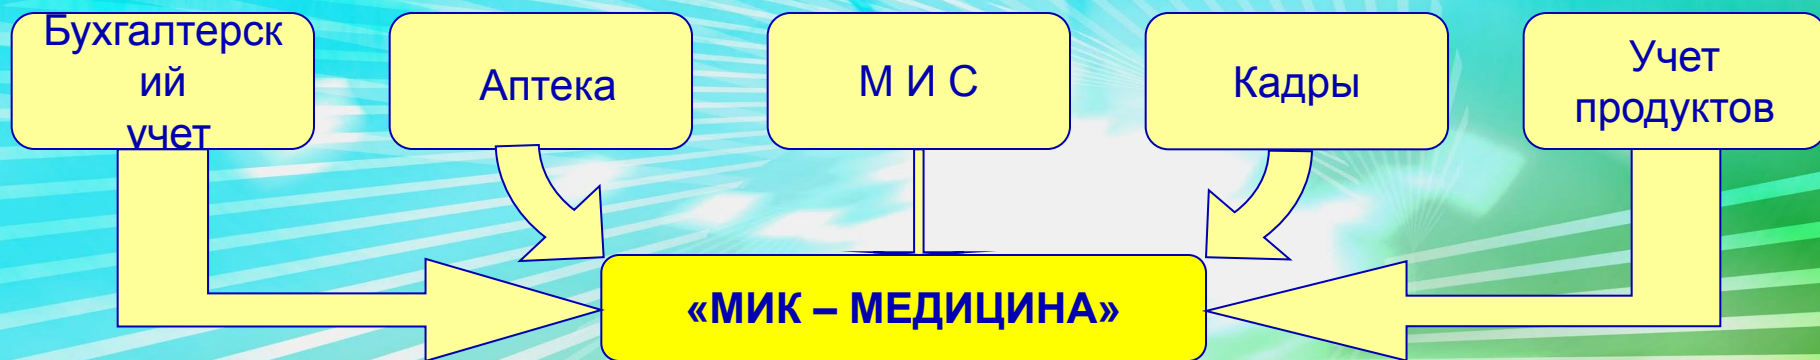 Бухгалтерск
ий
учет
Аптека
М И С
Кадры
Учет
продуктов
«МИК – МЕДИЦИНА»